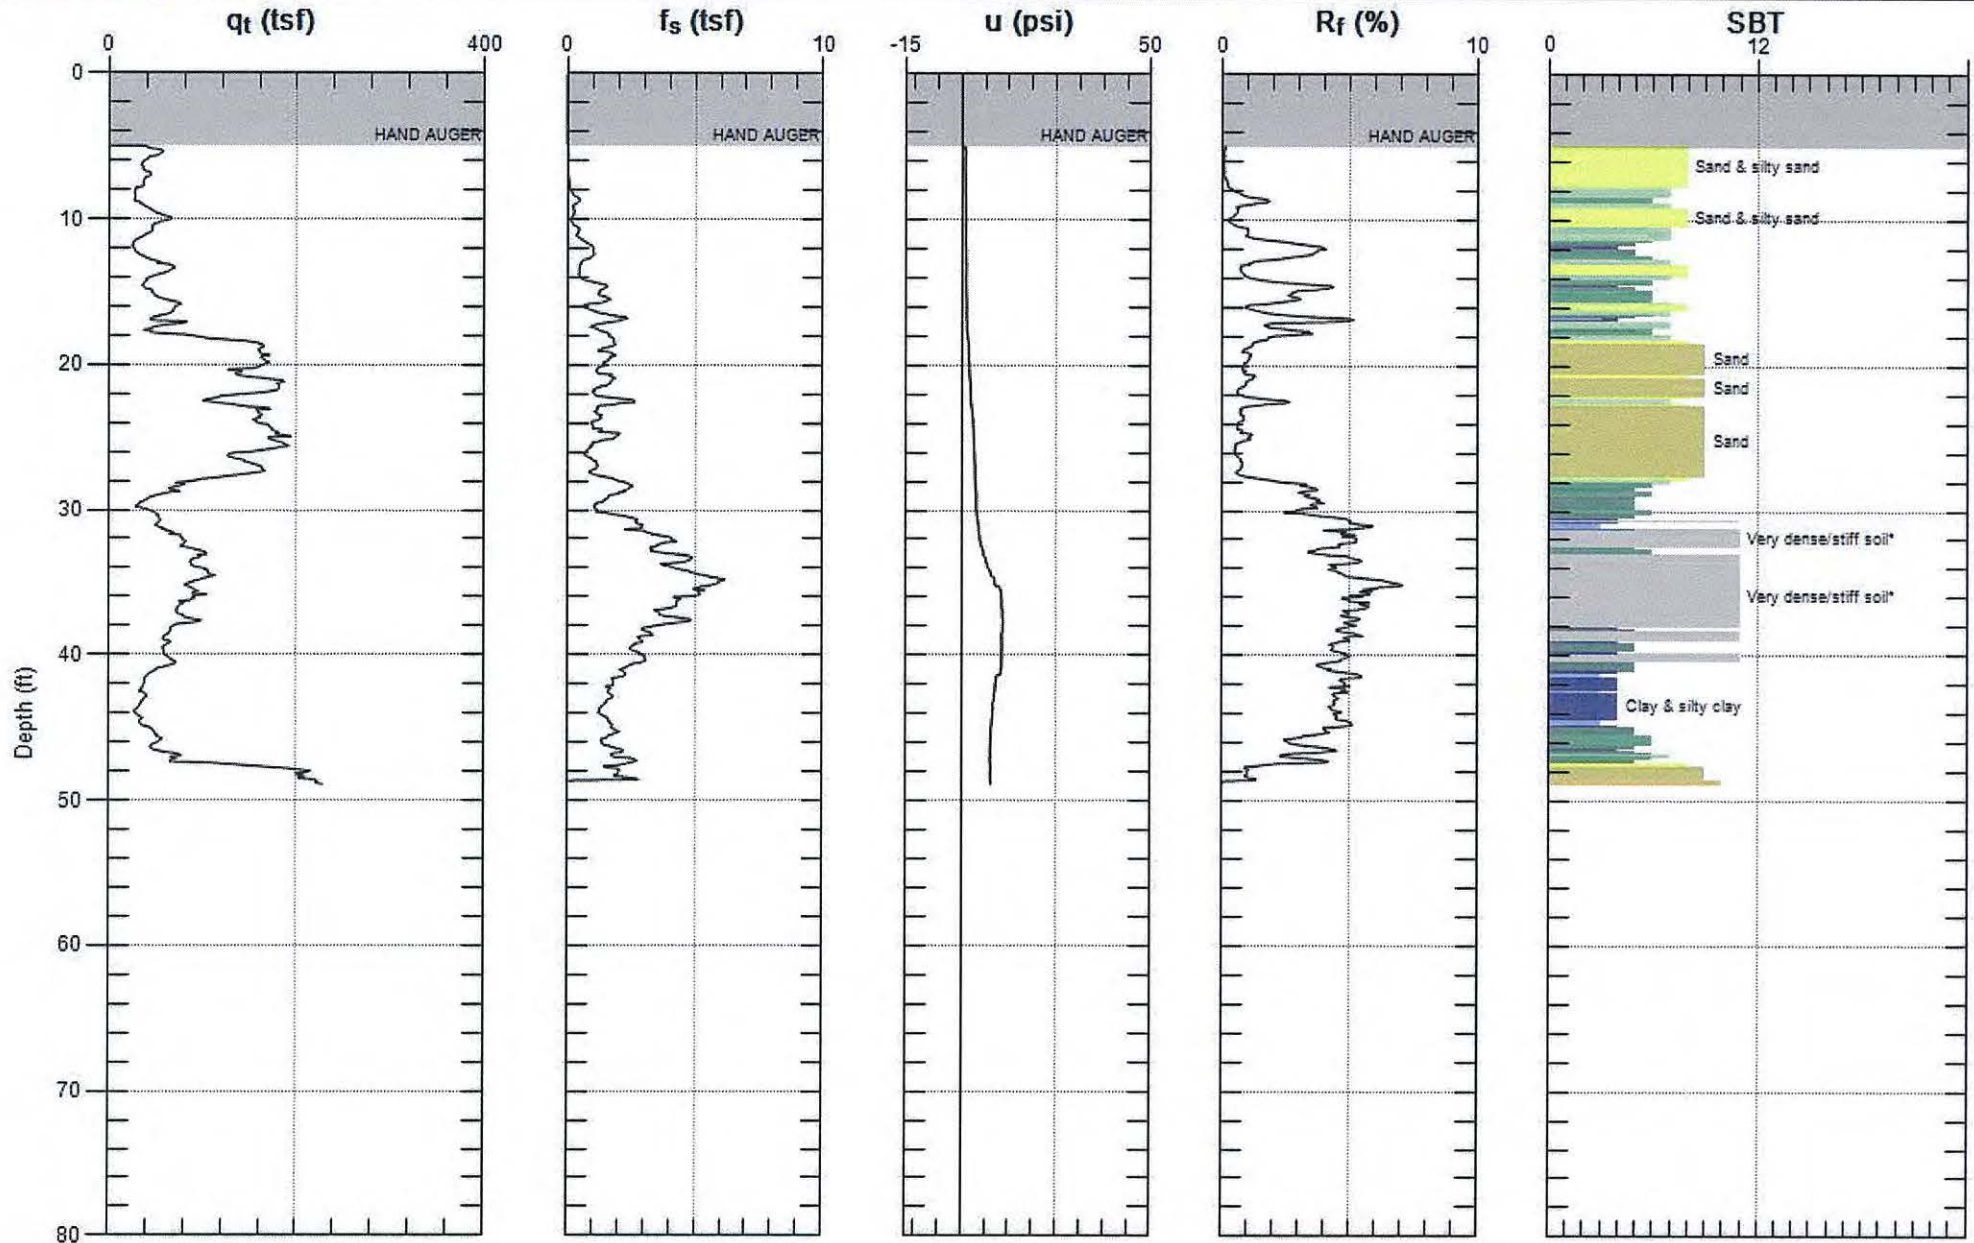 qt (tsf)
0
400
fs (tsf)
0
10
u (psi)
-15
50
Rf (%)
0
10
SBT
0
12
0
10
20
30
40
50
60
70
80
Depth (ft)
HAND AUGER
HAND AUGER
HAND AUGER
HAND AUGER
Sand & silty sand
Sand & silty sand
Sand
Sand
Sand
Very dense/stiff soil*
Very dense/stiff soil*
Clay & silty clay